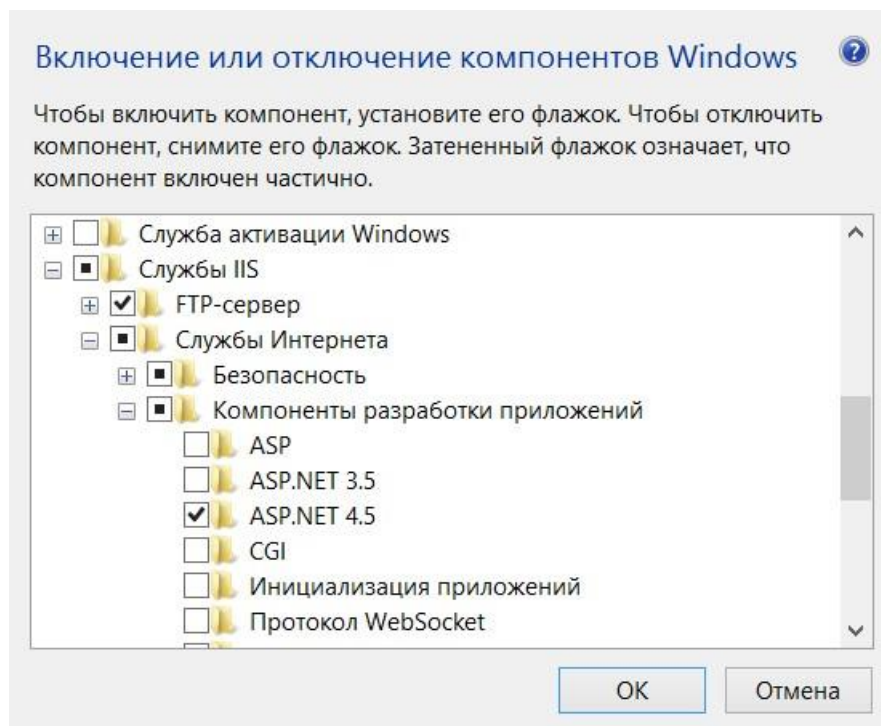 Включение или отключение компонентов Windows
Чтобы включить компонент, установите его флажок. Чтобы отключить
компонент, снимите его флажок. Затененный флажок означает, что
компонент включен частично.
Служба активации Windows
Службы IIS
FTP-сервер
Службы Интернета
Безопасность
Компоненты разработки приложений
ASP
ASP.NET 3.5
ASP.NET 4.5
CGI
Инициализация приложений
Протокол WebSocket
ОК
Отмена